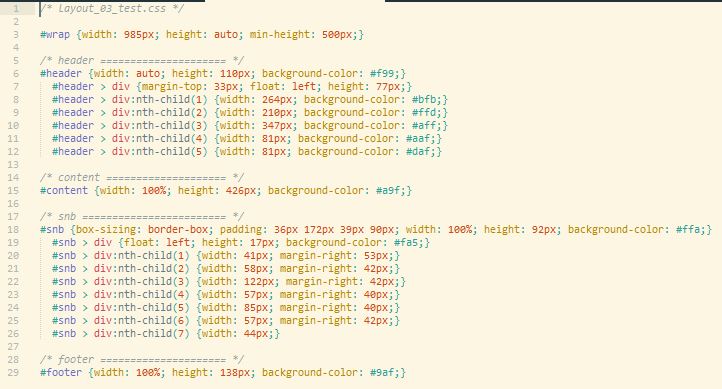 1 /* Layout_03_test.css */
2
3 #wrap {width: 985px; height: auto; min-height: 500px;}
4
5 /* header ===================== */
6 #header {width: auto; height: 110px; background-color: #f99;}
7 #header > div {margin-top: 33px; float: left; height: 77px;}
8 #header > div:nth-child(1) {width: 264px; background-color: #bfb;}
9 #header > div:nth-child(2) {width: 210px; background-color: #ffd;}
10 #header > div:nth-child(3) {width: 347px; background-color: #aff;}
11 #header > div:nth-child(4) {width: 81px; background-color: #aaf;}
12 #header > div:nth-child(5) {width: 81px; background-color: #daf;}
13
14 /* content ==================== */
15 #content {width: 100%; height: 426px; background-color: #a9f;}
16
17 /* snb ======================== */
18 #snb {box-sizing: border-box; padding: 36px 172px 39px 90px; width: 100%; height: 92px; background-color: #ffa;}
19 #snb > div {float: left; height: 17px; background-color: #fa5;}
20 #snb > div:nth-child(1) {width: 41px; margin-right: 53px;}
21 #snb > div:nth-child(2) {width: 58px; margin-right: 42px;}
22 #snb > div:nth-child(3) {width: 122px; margin-right: 42px;}
23 #snb > div:nth-child(4) {width: 57px; margin-right: 40px;}
24 #snb > div:nth-child(5) {width: 85px; margin-right: 40px;}
25 #snb > div:nth-child(6) {width: 57px; margin-right: 42px;}
26 #snb > div:nth-child(7) {width: 44px;}
27
28 /* footer ===================== */
29 #footer {width: 100%; height: 138px; background-color: #9af;}